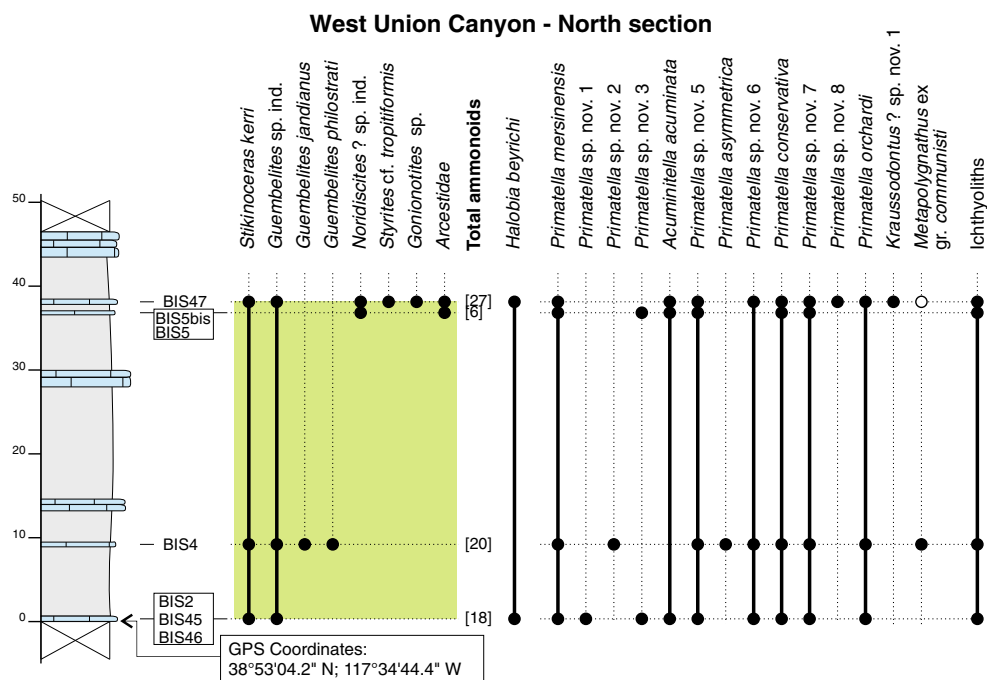 West Union Canyon - North section
Stikinoceras kerri
Guembelites sp. ind.
Guembelites jandianus
Guembelites philostrati
Noridiscites ? sp. ind.
Styrites cf. tropitiformis
Gonionotites sp.
Arcestidae
Total ammonoids
Halobia beyrichi
Primatella mersinensis
Primatella sp. nov. 1
Primatella sp. nov. 2
Primatella sp. nov. 3
Acuminitella acuminata
Primatella sp. nov. 5
Primatella asymmetrica
Primatella sp. nov. 6
Primatella conservativa
Primatella sp. nov. 7
Primatella sp. nov. 8
Primatella orchardi
Kraussodontus ? sp. nov. 1
Metapolygnathus ex
gr. communisti
Ichthyoliths
50
40
30
20
10
0
BIS47
[27]
BIS5bis
BIS5
[6]
BIS4
[20]
BIS2
BIS45
BIS46
[18]
GPS Coordinates:
38°53'04.2" N; 117°34'44.4" W